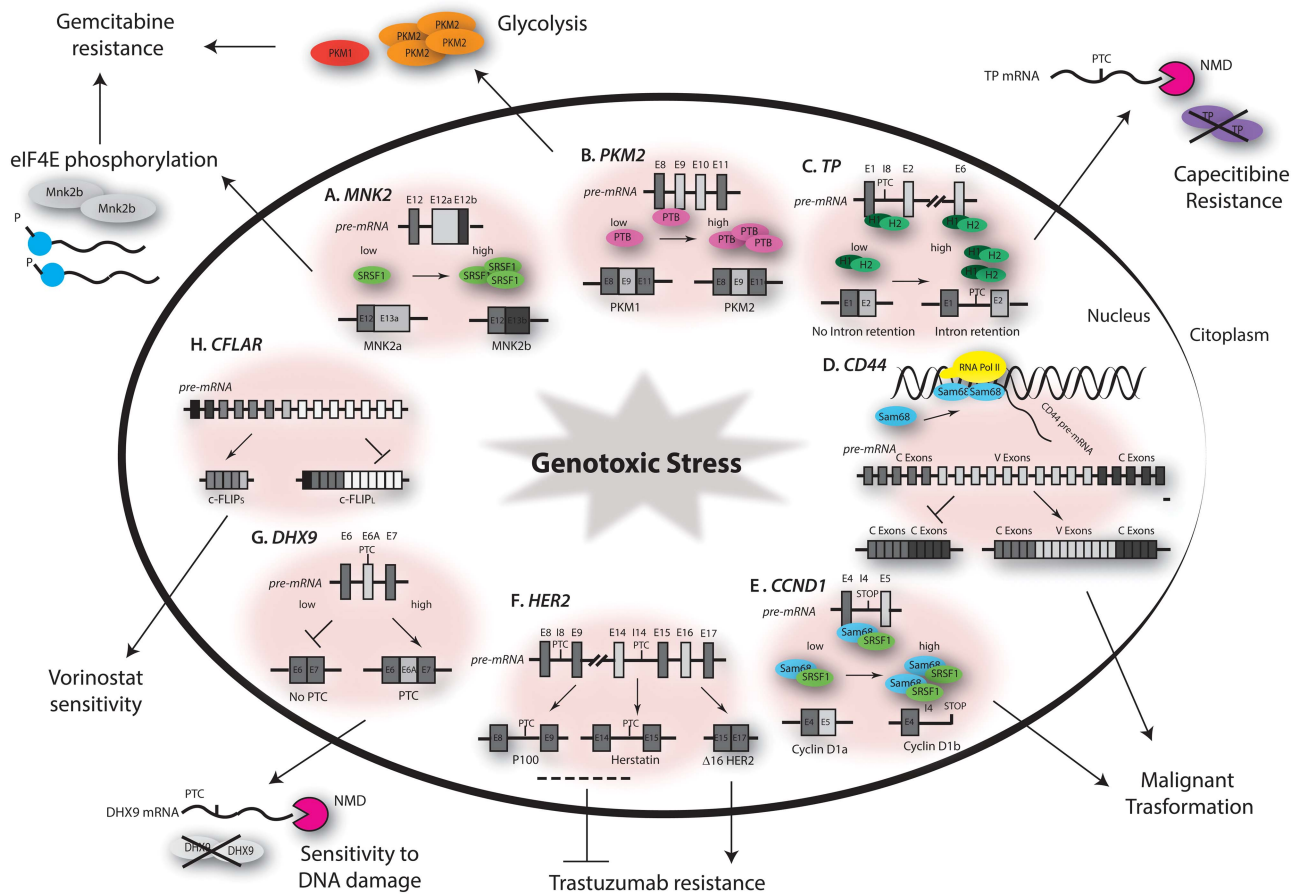 Gemcitabine
resistance
PKM1
PKM2
PKM2
PKM2
PKM2
Glycolysis
TP mRNA
PTC
NMD
TP
TP
Capecitibine
Resistance
eIF4E phosphorylation
Mnk2b
Mnk2b
P
P
A. MNK2
E12 E12a E12b
pre-mRNA
low
high
SRSF1
SRSF1
SRSF1
SRSF1
E12 E13a
E12 E13b
MNK2a
MNK2b
B. PKM2
E8 E9 E10 E11
pre-mRNA
PTB
low
high
PTB
PTB
PTB
PTB
E8 E9 E11
E8 E9 E11
PKM1
PKM2
C. TP
E1 I8 E2 E6
PTC
pre-mRNA
H1 H2
H1 H2
low
high
H1 H2
H1 H2
H1 H2
E1 E2
E1 PTC E2
No Intron retention
Intron retention
Nucleus
Citoplasm
H. CFLAR
pre-mRNA
c-FLIPS
c-FLIPL
Genotoxic Stress
D. CD44
RNA Pol II
Sam68
Sam68
Sam68
CD44 pre-mRNA
pre-mRNA
C Exons V Exons C Exons
C Exons C Exons
C Exons V Exons C Exons
G. DHX9
E6 E6A E7
PTC
pre-mRNA
low
high
E6 E7
E6 E6A E7
No PTC
PTC
F. HER2
E8 I8 E9 E14 I14 E15 E16 E17
PTC PTC
pre-mRNA
E8 PTC E9
E14 PTC E15
E15 E17
P100
Herstatin
Δ16 HER2
E . CCND1
E4 I4 E5
STOP
pre-mRNA
Sam68
SRSF1
low
high
Sam68
SRSF1
Sam68
SRSF1
Sam68
SRSF1
E4 E5
E4 I4 STOP
Cyclin D1a
Cyclin D1b
Vorinostat
sensitivity
PTC
DHX9 mRNA
NMD
DHX9
DHX9
Sensitivity to
DNA damage
Trastuzumab resistance
Malignant
Trasformation